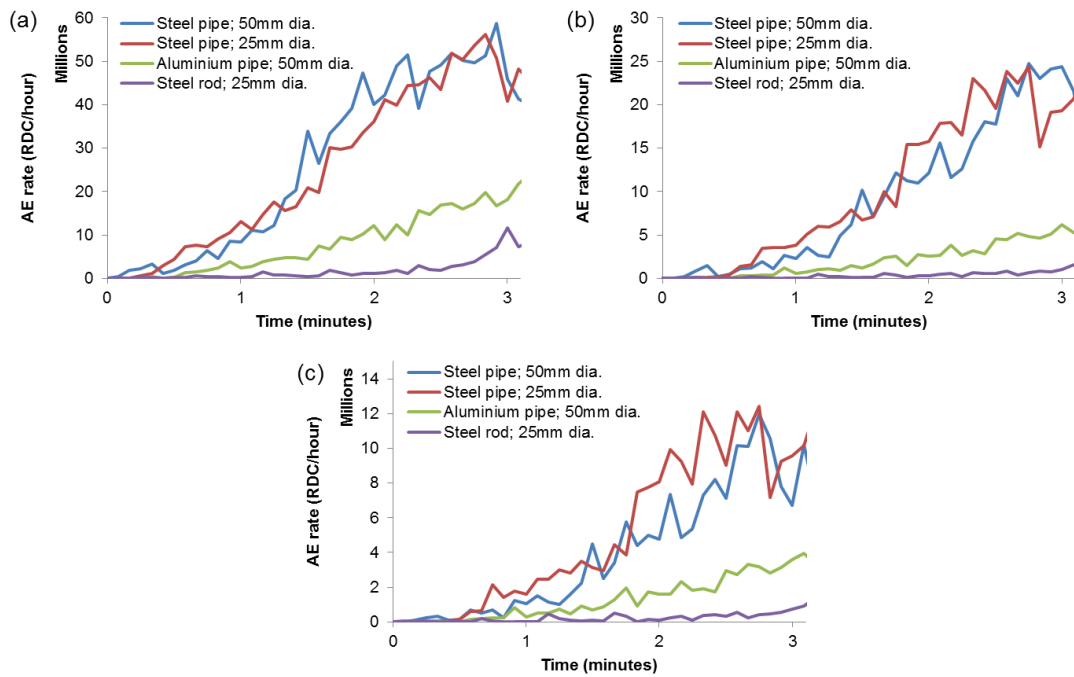 (a)
Steel pipe; 50mm dia.
Steel pipe; 25mm dia.
Aluminium pipe; 50mm dia.
Steel rod; 25mm dia.
Millions
AE rate (RDC/hour)
60
50
40
30
20
10
0
0 1 2 3
Time (minutes)
(b)
Steel pipe; 50mm dia.
Steel pipe; 25mm dia.
Aluminium pipe; 50mm dia.
Steel rod; 25mm dia.
Millions
AE rate (RDC/hour)
30
25
20
15
10
5
0
0 1 2 3
Time (minutes)
(c)
Steel pipe; 50mm dia.
Steel pipe; 25mm dia.
Aluminium pipe; 50mm dia.
Steel rod; 25mm dia.
Millions
AE rate (RDC/hour)
14
12
10
8
6
4
2
0
0 1 2 3
Time (minutes)